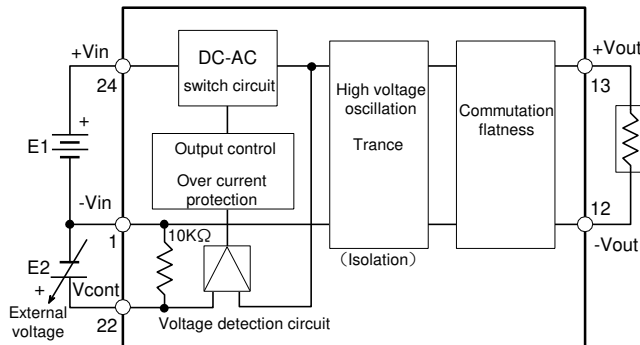 +Vin
24
DC-AC
switch circuit
High voltage
oscillation
Trance
Commutation
flatness
+Vout
13
+
E1
Output control
Over current
protection
-Vin
1
10KΩ
12
-Vout
(Isolation)
E2
+
Vcont
External
voltage
22
Voltage detection circuit